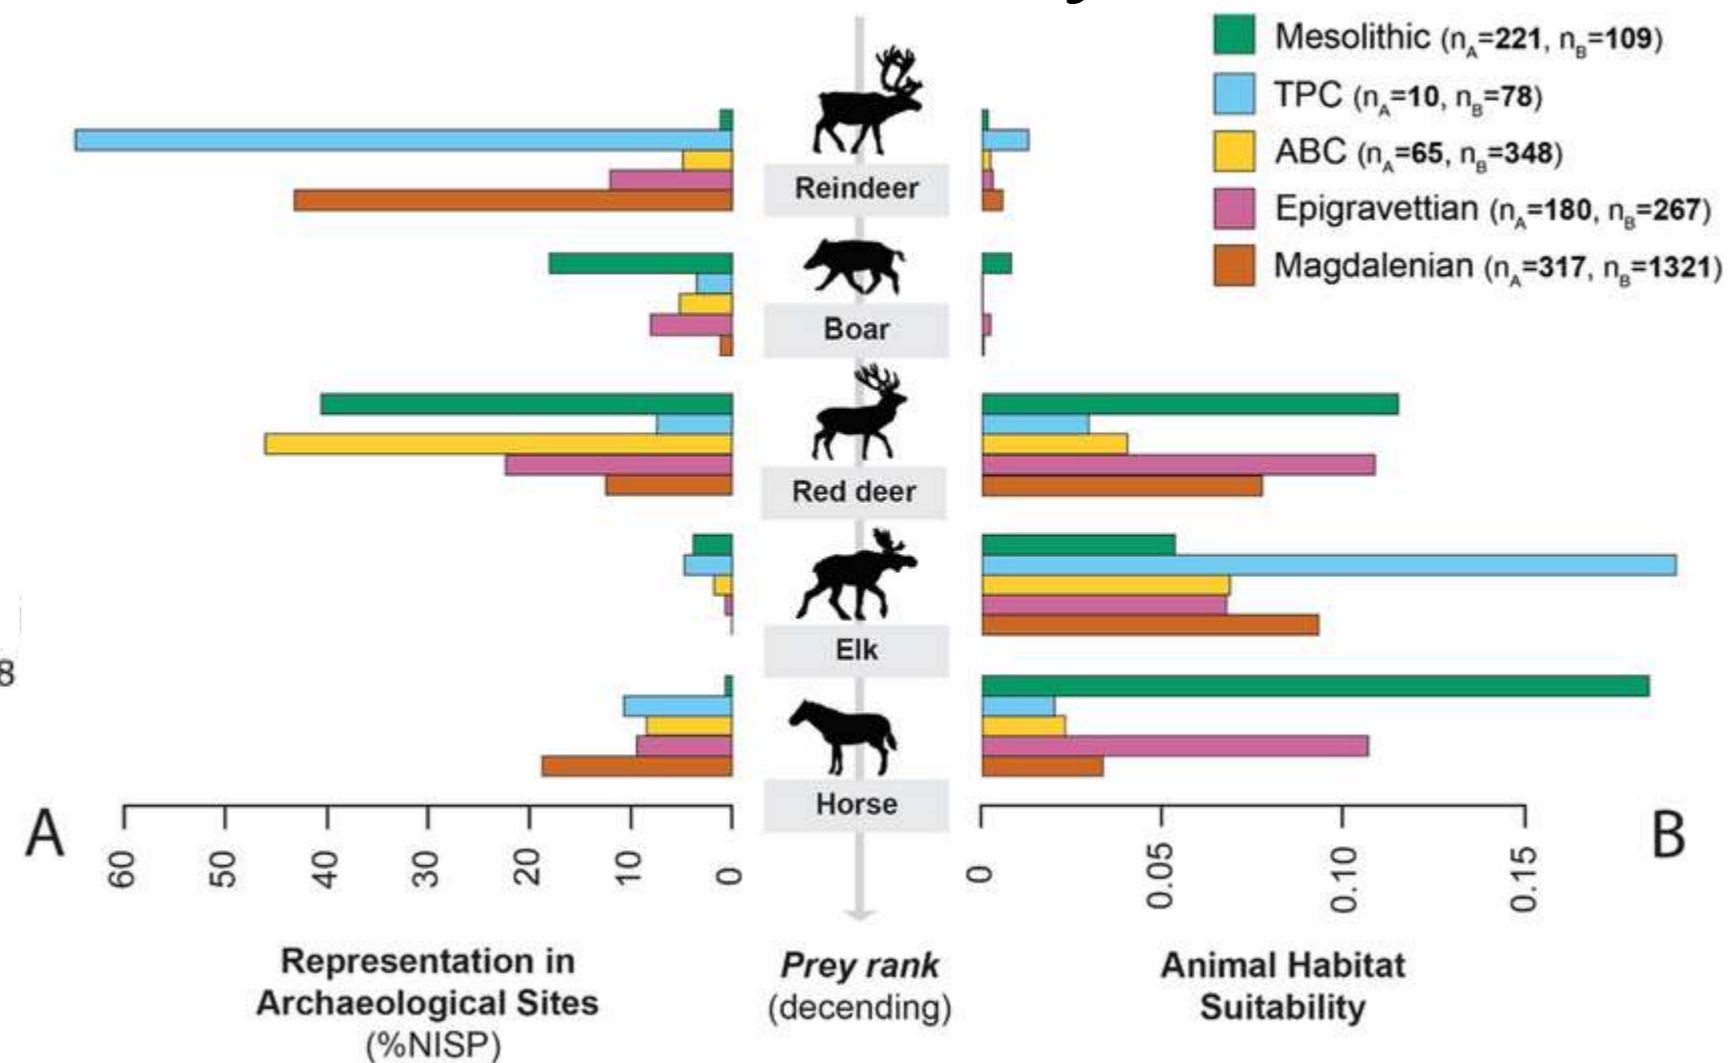 Mesolithic (nA=221, nB=109)
TPC (nA=10, nB=78)
ABC (nA=65, nB=348)
Epigravettian (nA=180, nB=267)
Magdalenian (nA=317, nB=1321)
Reindeer
Boar
Red deer
Elk
Horse
8
A
60 50 40 30 20 10 0
0 0.05 0.10 0.15
B
Representation in
Archaeological Sites
(%NISP)
Prey rank
(decending)
Animal Habitat
Suitability